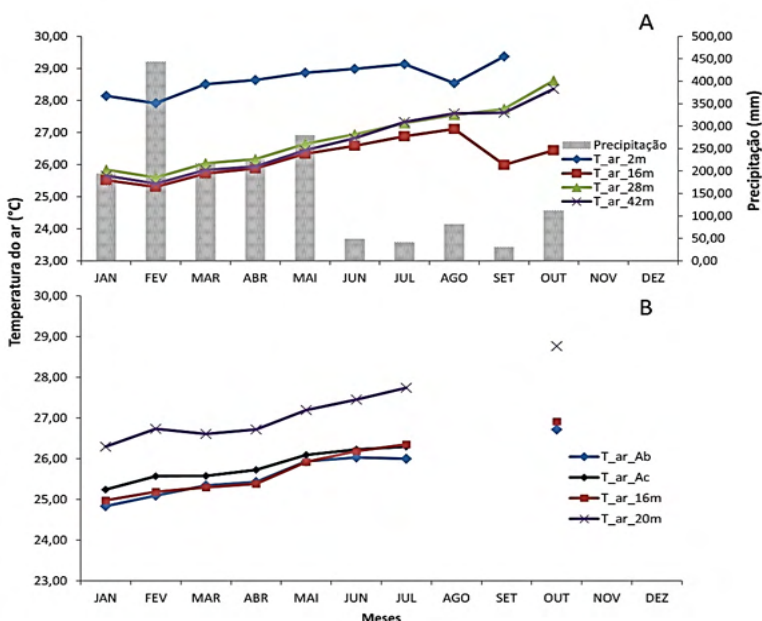 A
30,00
29,00
28,00
27,00
26,00
25,00
24,00
23,00
500,00
450,00
400,00
350,00
300,00
250,00
200,00
150,00
100,00
50,00
0,00
Precipitação (mm)
Precipitação
T_ar_2m
T_ar_16m
T_ar_28m
T_ar_42m
JAN FEV MAR ABR MAI JUN JUL AGO SET OUT NOV DEZ
Temperatura do ar (°C)
B
30,00
29,00
28,00
27,00
26,00
25,00
24,00
23,00
T_ar_Ab
T_ar_Ac
T_ar_16m
T_ar_20m
JAN FEV MAR ABR MAI JUN JUL AGO SET OUT NOV DEZ
Meses